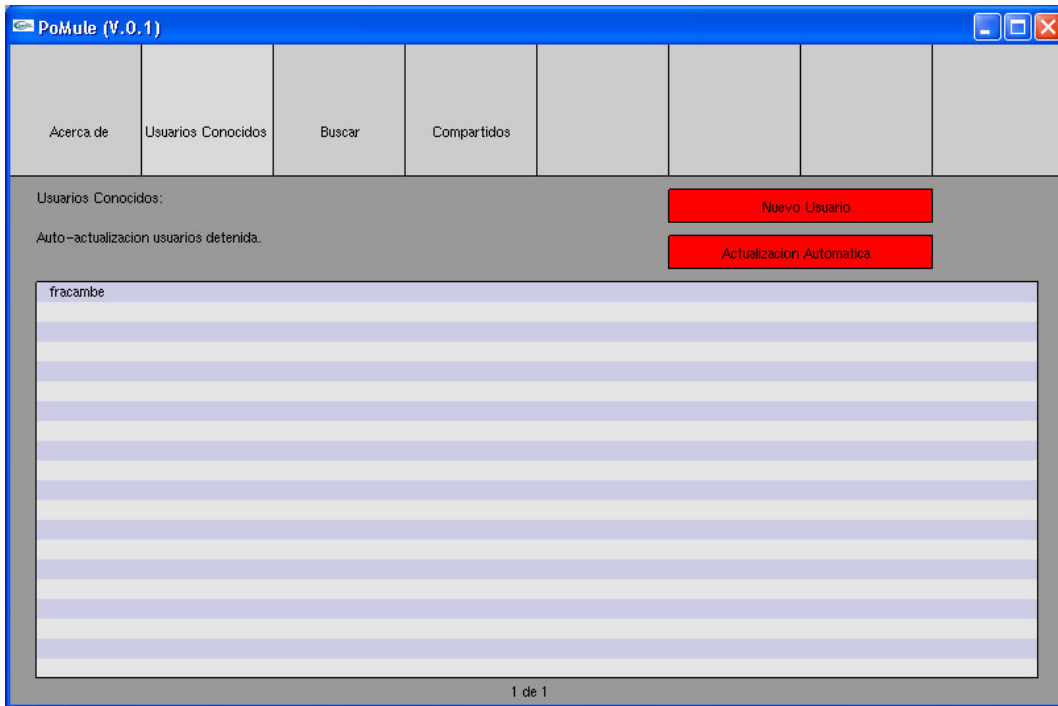 PoMule (V.0.1)
Acerca de
Usuarios Conocidos
Buscar
Compartidos
Usuarios Conocidos:
Nuevo Usuario
Auto-actualizacion usuarios detenida.
Actualizacion Automatica
fracambe
1 de 1